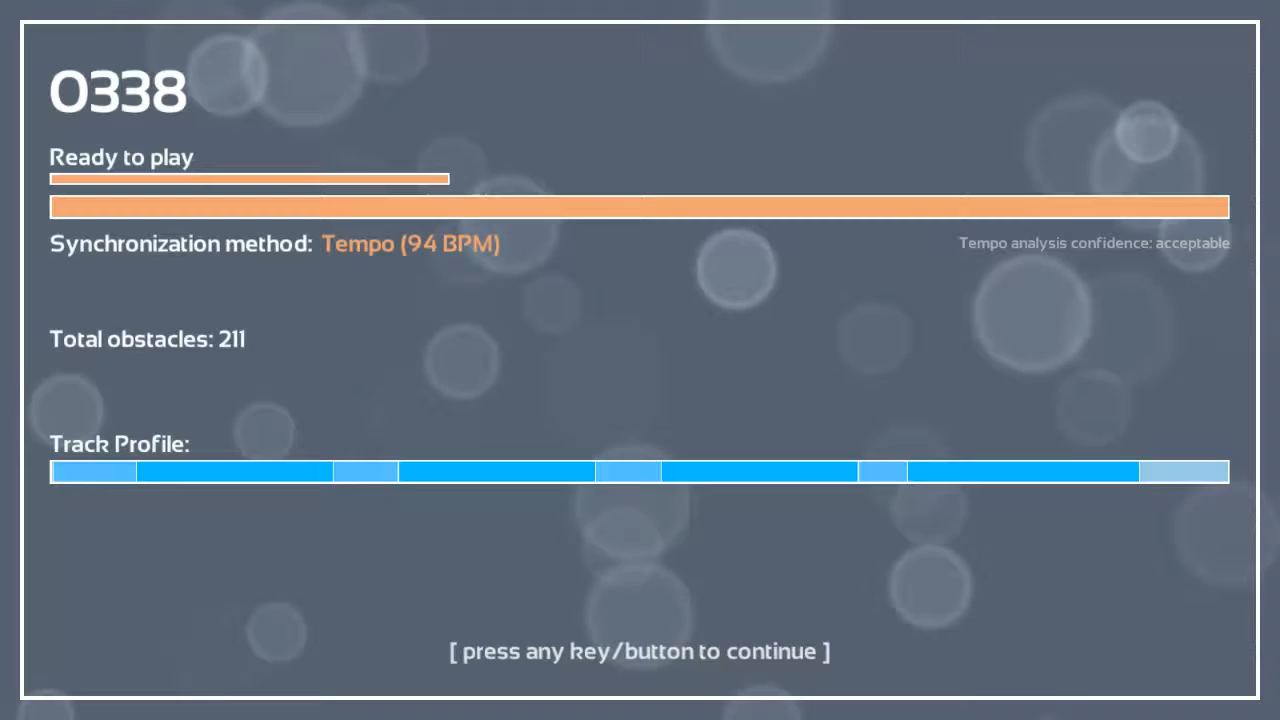 0338
Ready to play
Synchronization method: Tempo (94 BPM)
Tempo analysis confidence: acceptable
Total obstacles: 211
Track Profile:
[ press any key/button to continue ]